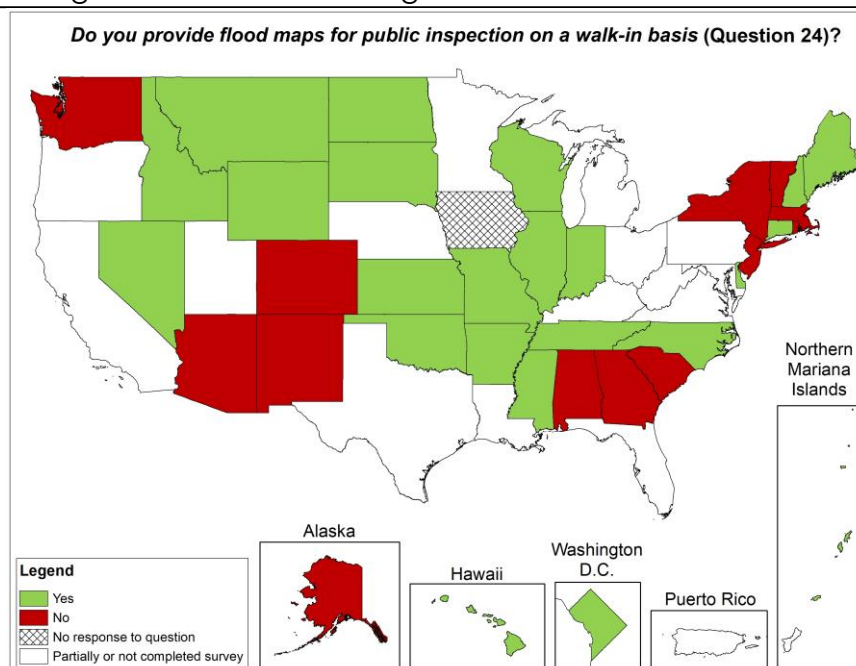 Do you provide flood maps for public inspection on a walk-in basis (Question 24)?
Northern
Mariana
Islands
Alaska
Hawaii
Washington
D.C.
Puerto Rico
Legend
Yes
No
No response to question
Partially or not completed survey